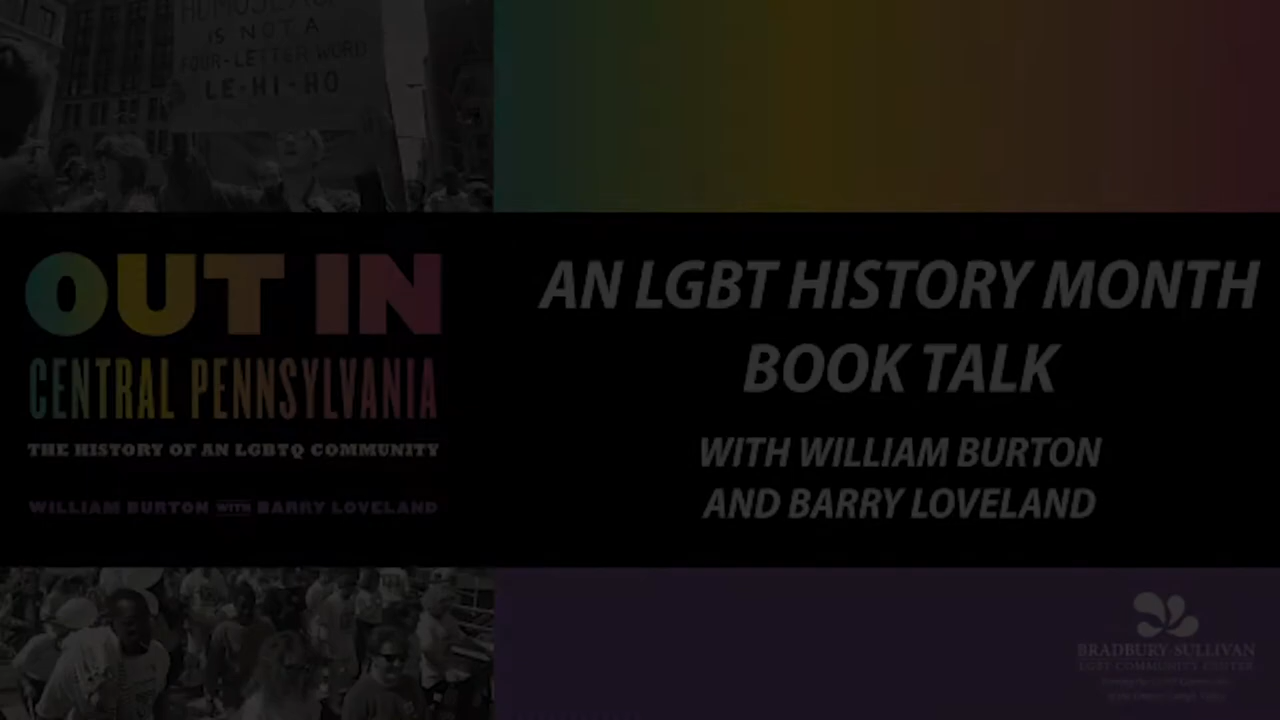 HOMOSEXUAL
IS NOT A
FOUR-LETTER WORD
LE-HI-HO
OUT IN
CENTRAL PENNSYLVANIA
THE HISTORY OF AN LGBTQ COMMUNITY
WILLIAM BURTON WITH BARRY LOVELAND
AN LGBT HISTORY MONTH
BOOK TALK
WITH WILLIAM BURTON
AND BARRY LOVELAND
BRADBURY-SULLIVAN
LGBT COMMUNITY CENTER